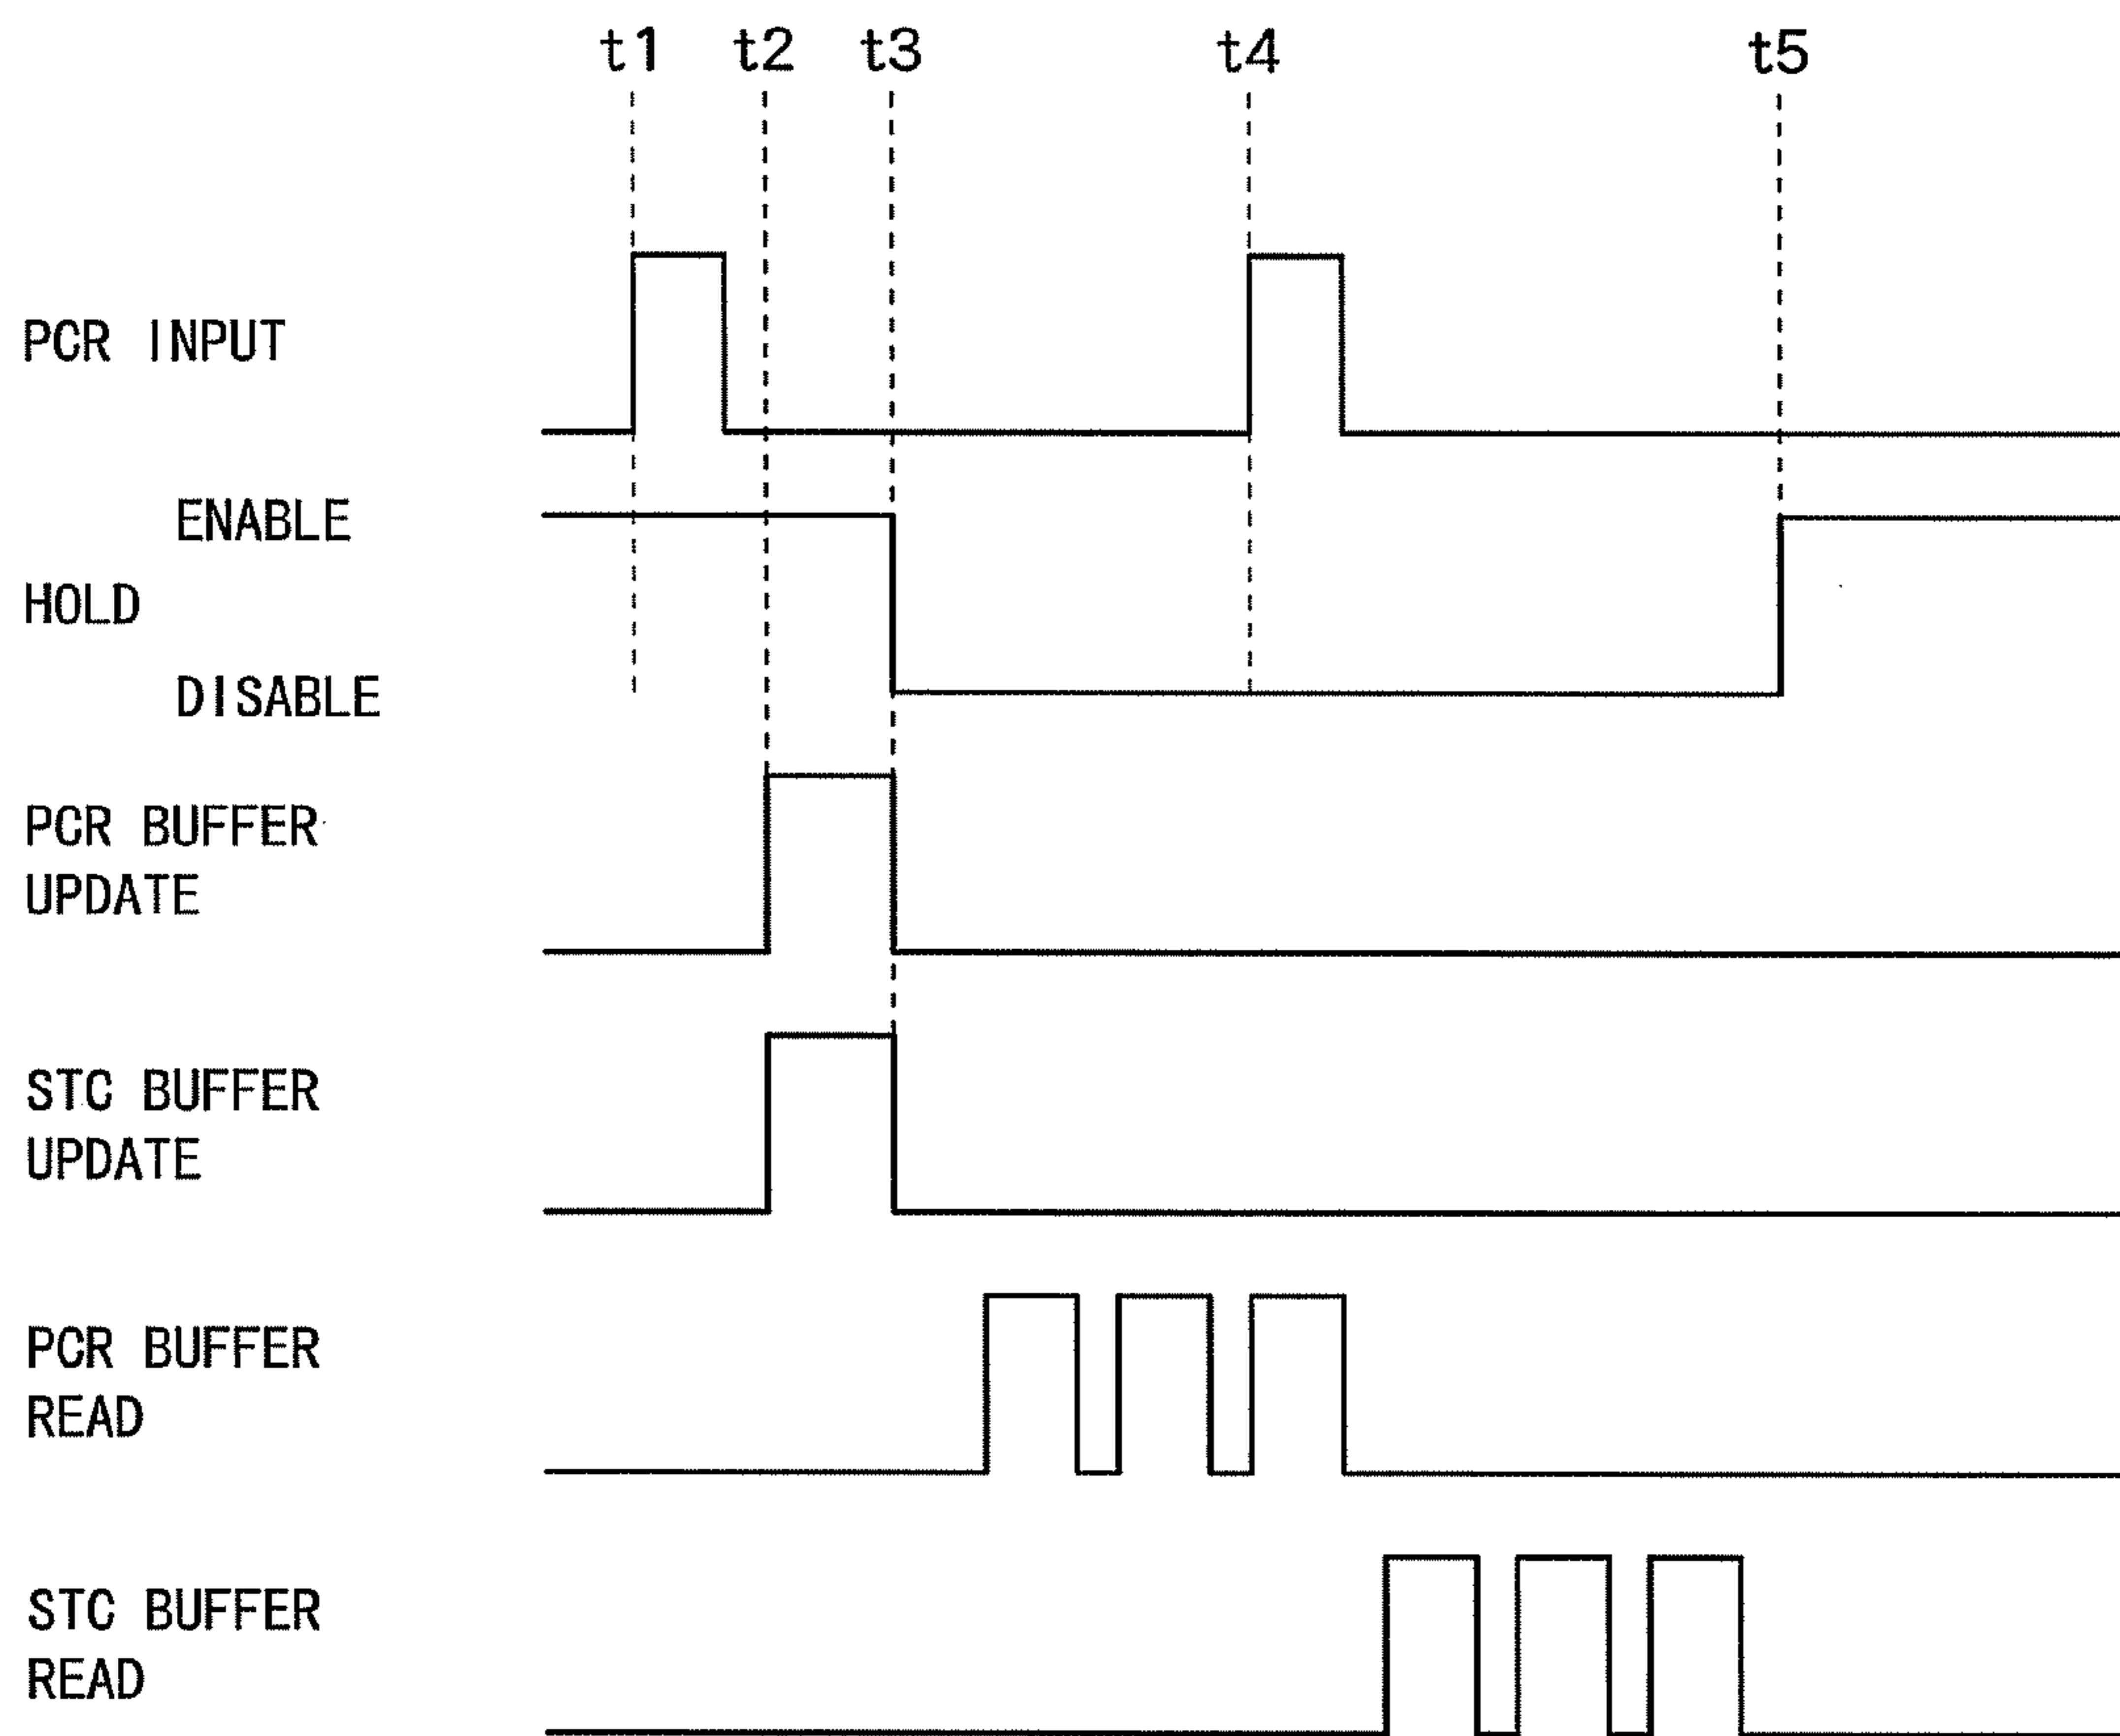 t1 t2 t3 t4 t5
PCR INPUT
ENABLE
HOLD
DISABLE
PCR BUFFER
UPDATE
STC BUFFER
UPDATE
PCR BUFFER
READ
STC BUFFER
READ